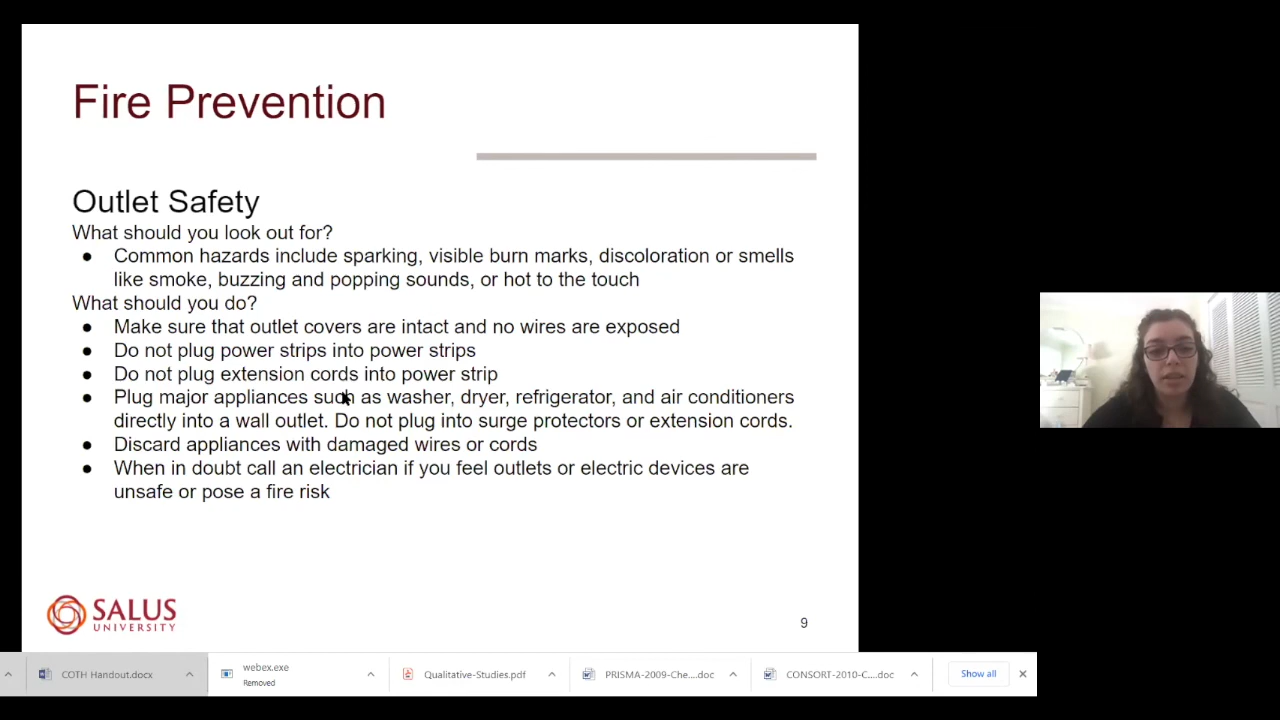 Fire Prevention
Outlet Safety
What should you look out for?
● Common hazards include sparking, visible burn marks, discoloration or smells
like smoke, buzzing and popping sounds, or hot to the touch
What should you do?
● Make sure that outlet covers are intact and no wires are exposed
● Do not plug power strips into power strips
● Do not plug extension cords into power strip
● Plug major appliances such as washer, dryer, refrigerator, and air conditioners
directly into a wall outlet. Do not plug into surge protectors or extension cords.
● Discard appliances with damaged wires or cords
● When in doubt call an electrician if you feel outlets or electric devices are
unsafe or pose a fire risk
SALUS
UNIVERSITY
9
COTH Handout.docx
webex.exe
Removed
Qualitative-Studies.pdf
PRISMA-2009-Che....doc
CONSORT-2010-C....doc
Show all